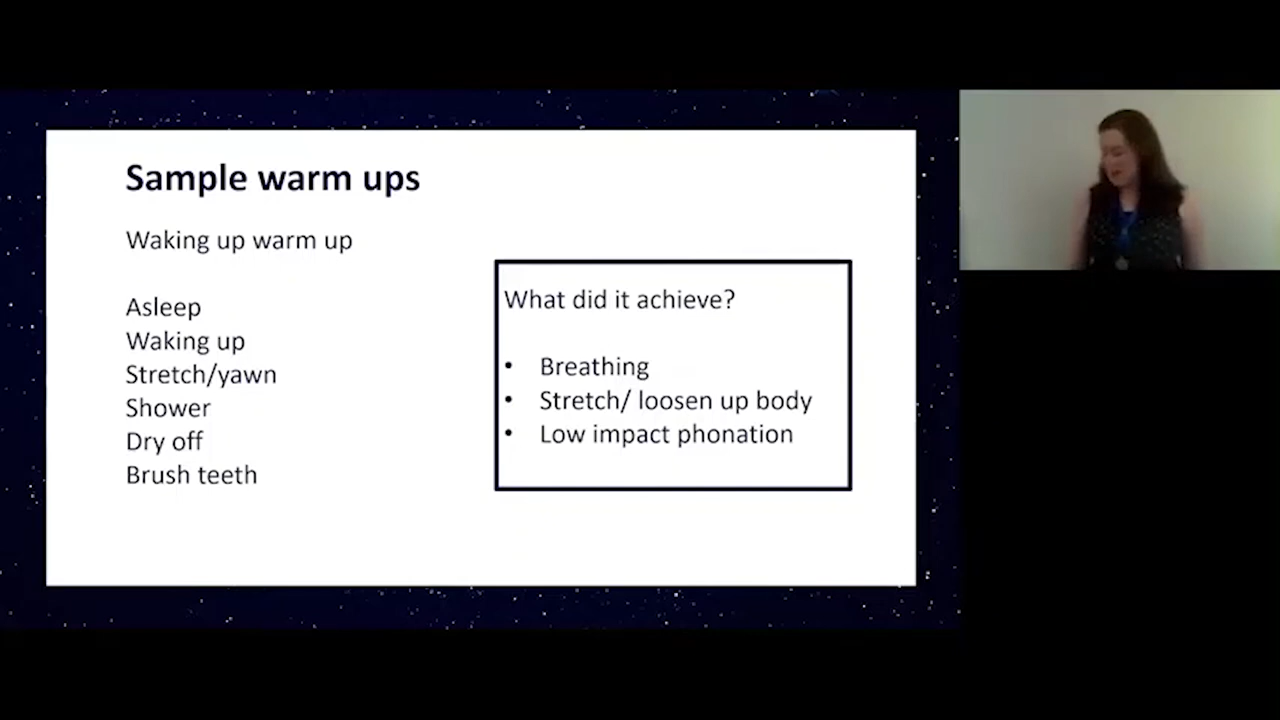 Sample warm ups
Waking up warm up
Asleep
Waking up
Stretch/yawn
Shower
Dry off
Brush teeth
What did it achieve?
• Breathing
• Stretch/ loosen up body
• Low impact phonation